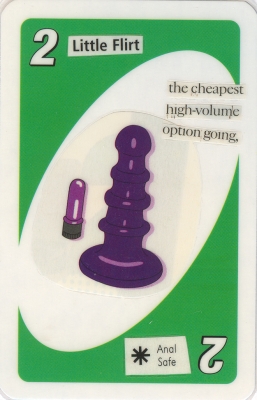 2
Little Flirt
the cheapest
high-volume
option going.
Anal
Safe
2